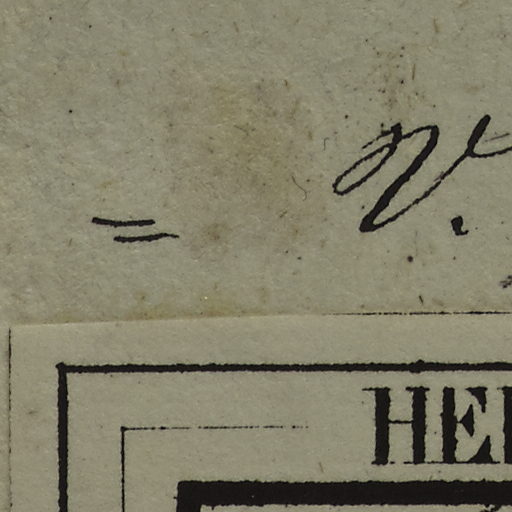 = V.
HE